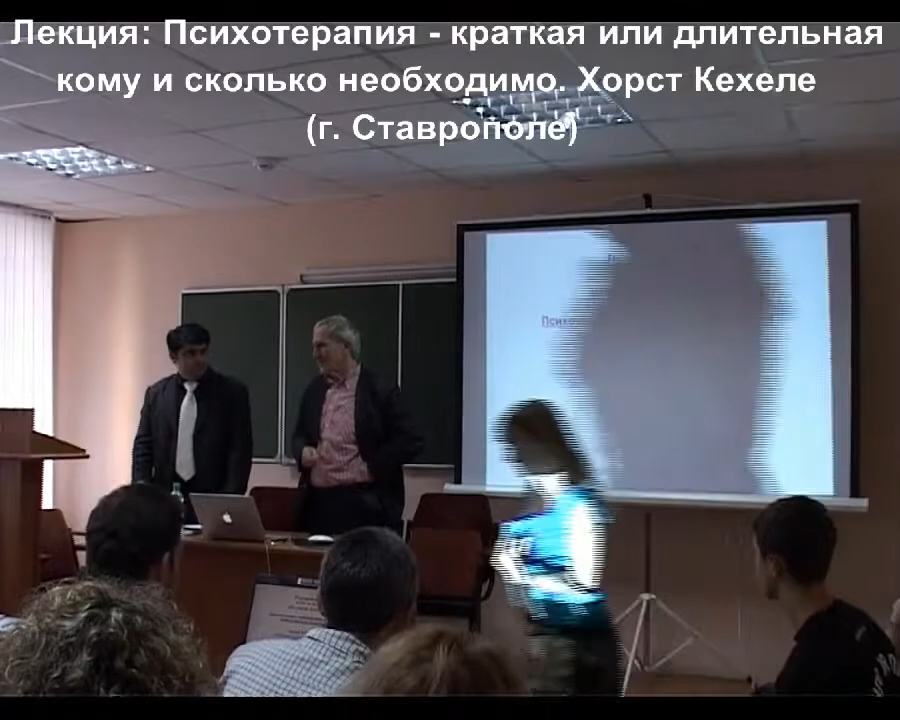 Лекция: Психотерапия - краткая или длительная
кому и сколько необходимо. Хорст Кехеле
(г. Ставрополе)